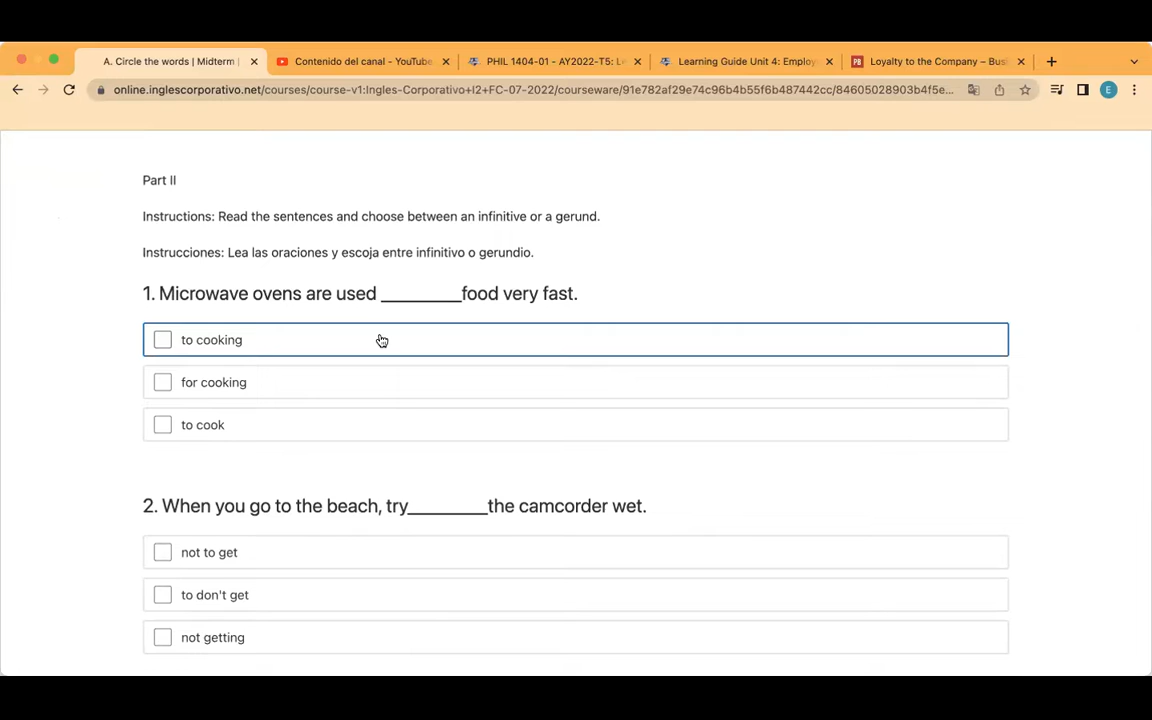 A. Circle the words | Midterm |
Contenido del canal - YouTube
PHIL 1404-01 - AY2022-T5: Le
Learning Guide Unit 4: Employ
Loyalty to the Company – Busi
online.inglescorporativo.net/courses/course-v1:Ingles-Corporativo+I2+FC-07-2022/courseware/91e782af29e74c96b4b55f6b487442cc/84605028903b4f5e...
E
Part II
Instructions: Read the sentences and choose between an infinitive or a gerund.
Instrucciones: Lea las oraciones y escoja entre infinitivo o gerundio.
1. Microwave ovens are used _________food very fast.
to cooking
for cooking
to cook
2. When you go to the beach, try_________the camcorder wet.
not to get
to don't get
not getting